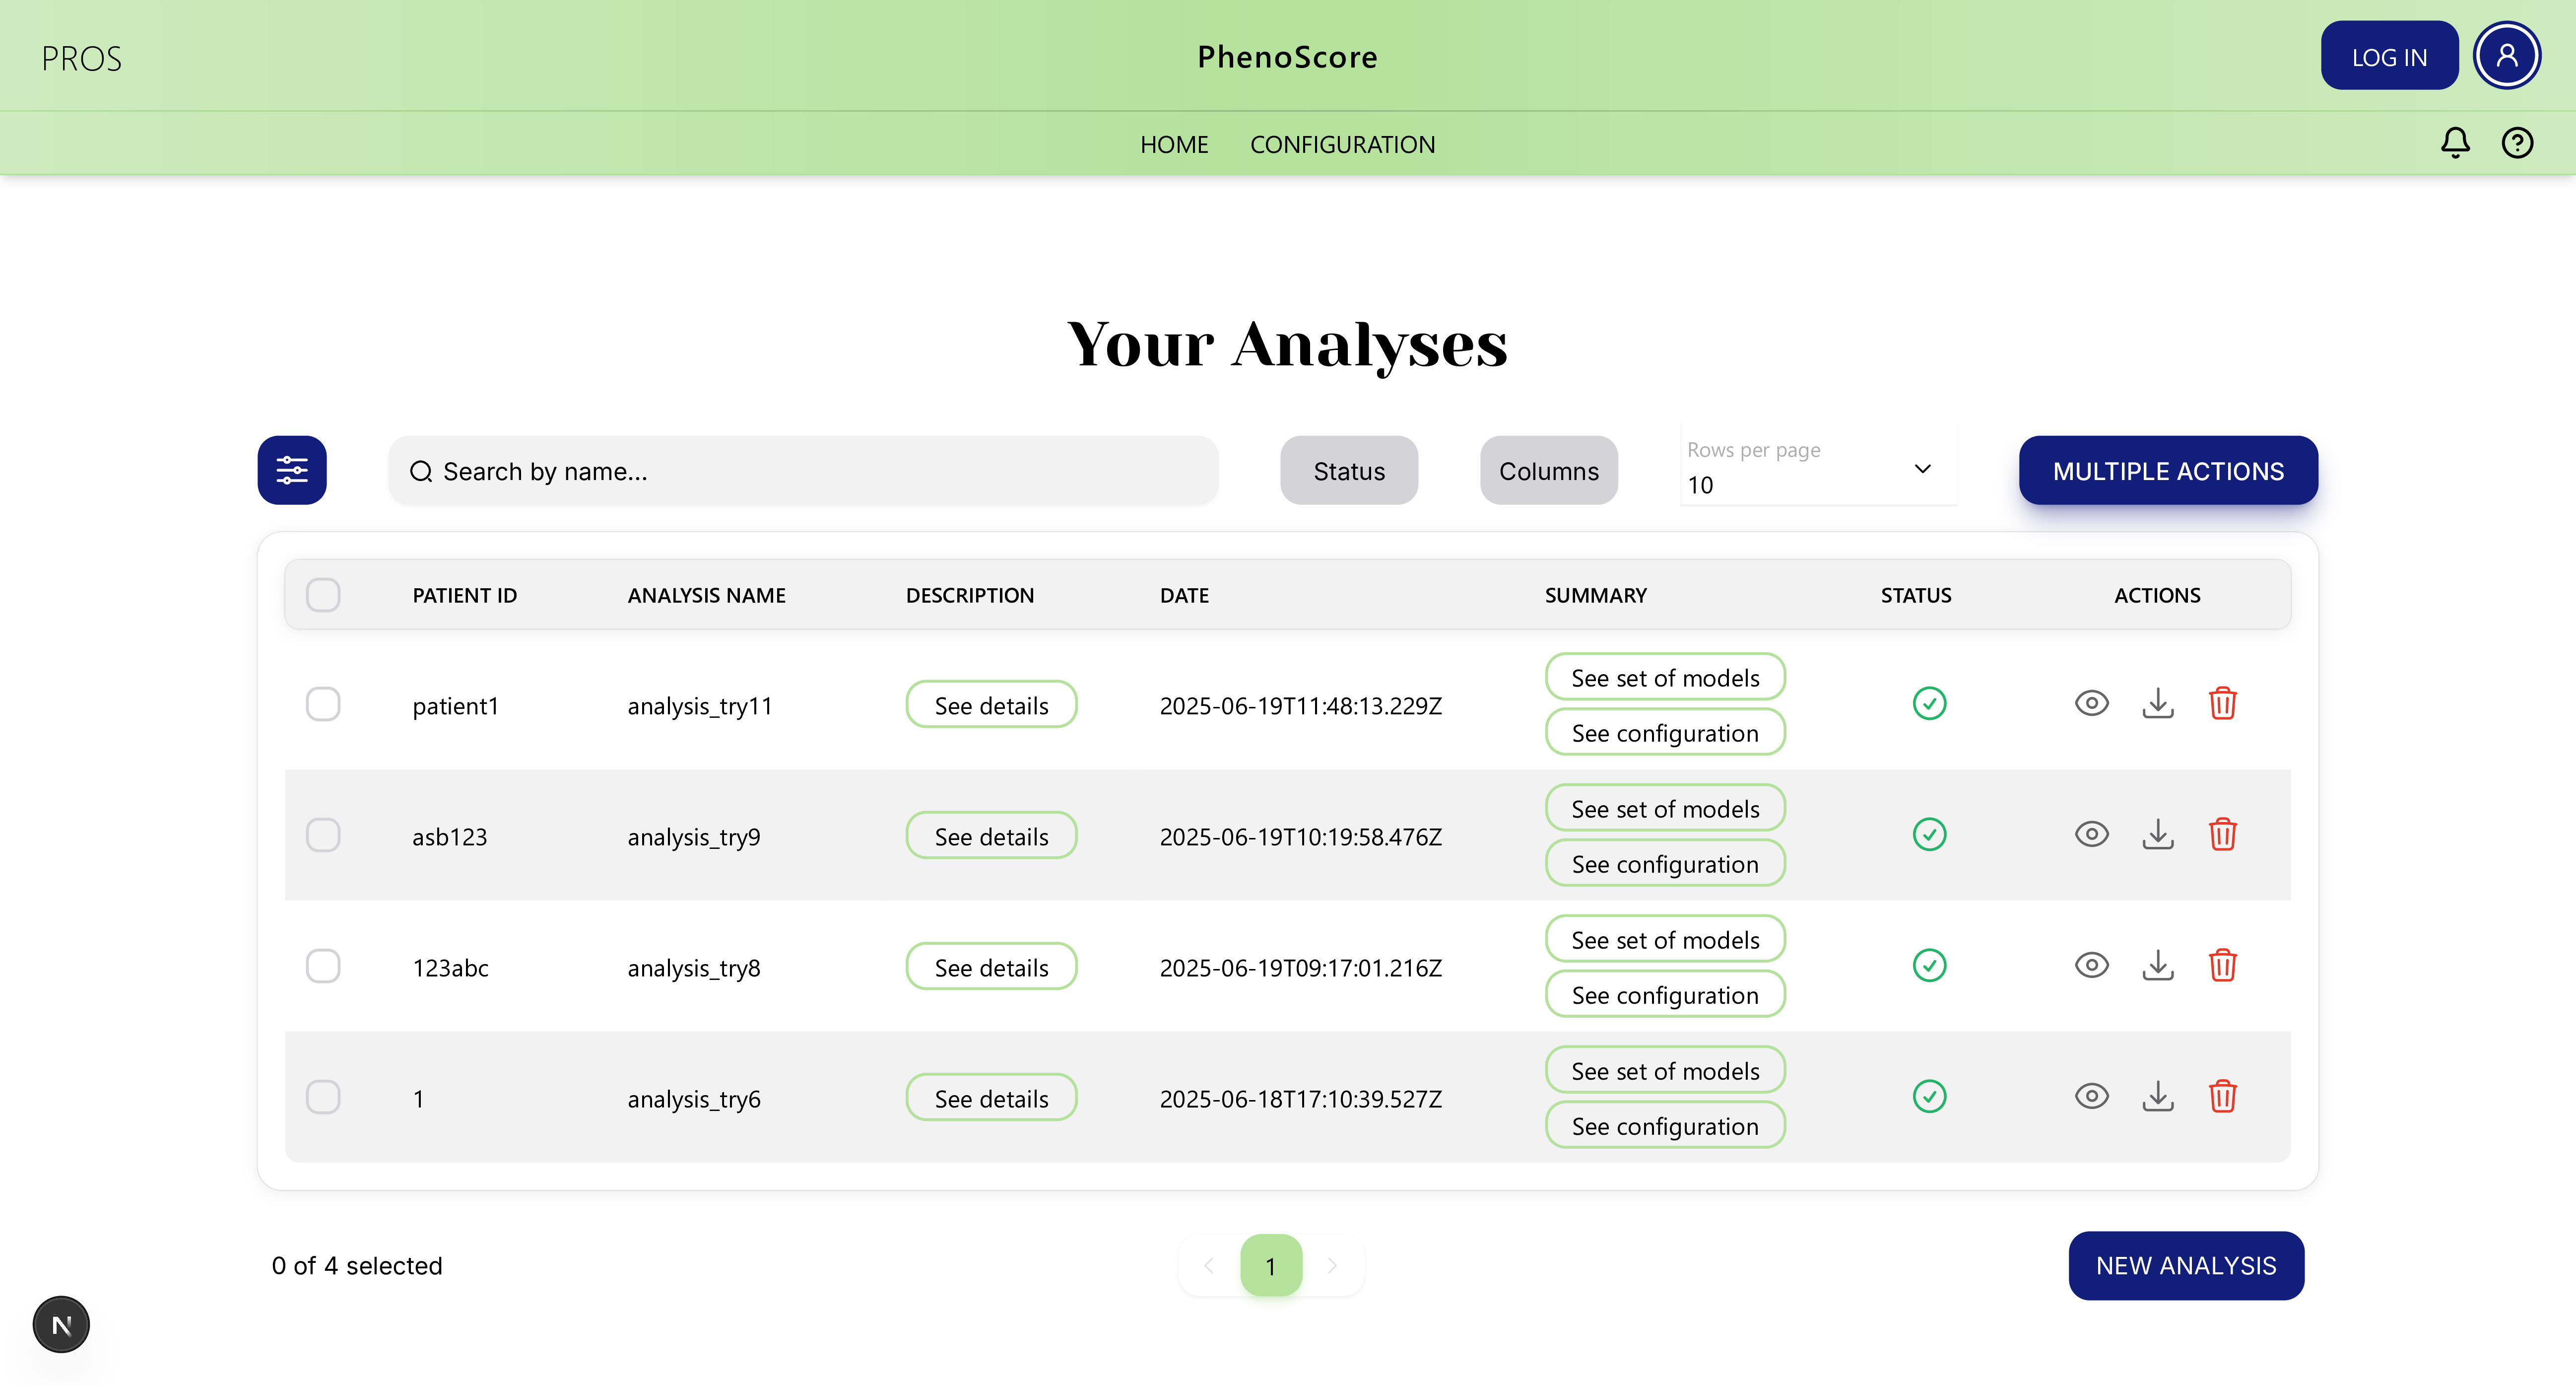 PROS
PhenoScore
LOG IN
HOME CONFIGURATION
Your Analyses
Search by name...
Status
Columns
Rows per page
10
MULTIPLE ACTIONS
PATIENT ID ANALYSIS NAME DESCRIPTION DATE SUMMARY STATUS ACTIONS
See set of models
patient1 analysis_try11 See details 2025-06-19T11:48:13.229Z
See configuration
See set of models
asb123 analysis_try9 See details 2025-06-19T10:19:58.476Z
See configuration
See set of models
123abc analysis_try8 See details 2025-06-19T09:17:01.216Z
See configuration
See set of models
1 analysis_try6 See details 2025-06-18T17:10:39.527Z
See configuration
0 of 4 selected
1
NEW ANALYSIS
N